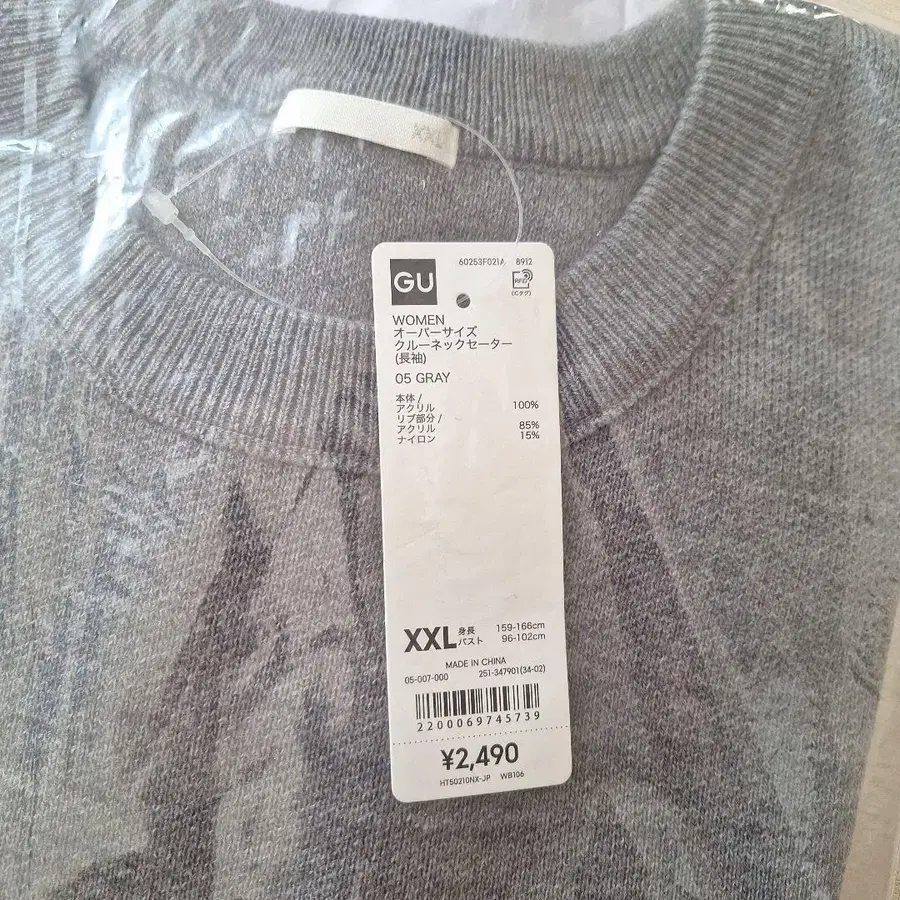 XXL
GU
60253F021A 8912
RFID
(ICタグ)
WOMEN
オーバーサイズ
クルーネックセーター
(長袖)
05 GRAY
本体 /
アクリル 100%
リブ部分 /
アクリル 85%
ナイロン 15%
XXL 身長 159-166cm
バスト 96-102cm
MADE IN CHINA
05-007-000 251-347901(34-02)
2200069745739
¥2,490
HT50210NX-JP WB106